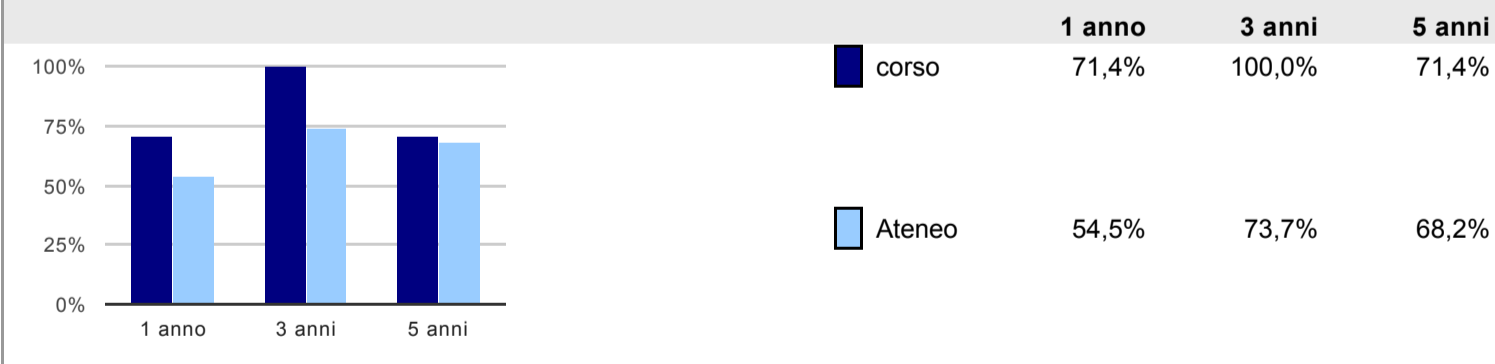 1 anno 3 anni 5 anni
100%
75%
50%
25%
0%
1 anno 3 anni 5 anni
corso 71,4% 100,0% 71,4%
Ateneo 54,5% 73,7% 68,2%